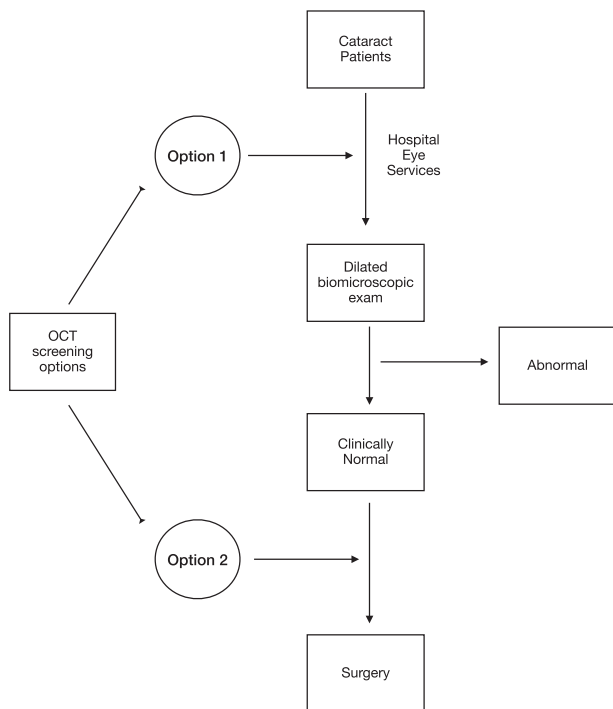 Cataract
Patients
Option 1
Hospital
Eye
Services
Dilated
biomicroscopic
exam
OCT
screening
options
Abnormal
Clinically
Normal
Option 2
Surgery